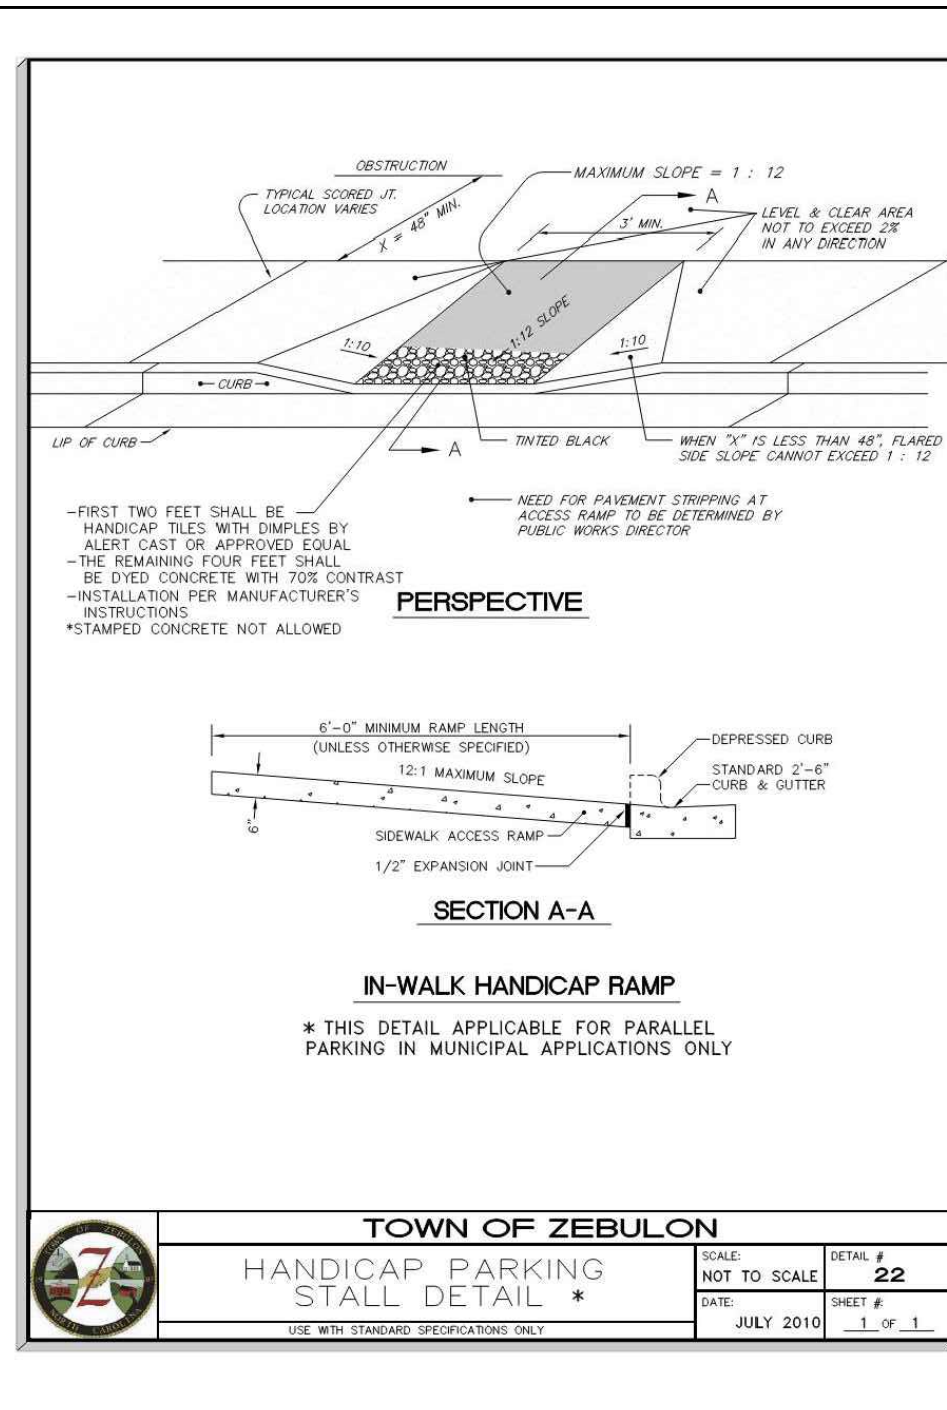 OBSTRUCTION
MAXIMUM SLOPE = 1 : 12
TYPICAL SCORED JT.
LOCATION VARIES
X = 48" MIN.
A
3' MIN.
LEVEL & CLEAR AREA
NOT TO EXCEED 2%
IN ANY DIRECTION
1:12 SLOPE
1:10
1:10
CURB
LIP OF CURB
A
TINTED BLACK
WHEN "X" IS LESS THAN 48", FLARED
SIDE SLOPE CANNOT EXCEED 1 : 12
NEED FOR PAVEMENT STRIPPING AT
ACCESS RAMP TO BE DETERMINED BY
PUBLIC WORKS DIRECTOR
-FIRST TWO FEET SHALL BE
HANDICAP TILES WITH DIMPLES BY
ALERT CAST OR APPROVED EQUAL
-THE REMAINING FOUR FEET SHALL
BE DYED CONCRETE WITH 70% CONTRAST
-INSTALLATION PER MANUFACTURER'S
INSTRUCTIONS
*STAMPED CONCRETE NOT ALLOWED
PERSPECTIVE
6'-0" MINIMUM RAMP LENGTH
(UNLESS OTHERWISE SPECIFIED)
12:1 MAXIMUM SLOPE
DEPRESSED CURB
STANDARD 2'-6"
CURB & GUTTER
6"
SIDEWALK ACCESS RAMP
1/2" EXPANSION JOINT
SECTION A-A
IN-WALK HANDICAP RAMP
* THIS DETAIL APPLICABLE FOR PARALLEL
PARKING IN MUNICIPAL APPLICATIONS ONLY
TOWN OF ZEBULON
NORTH CAROLINA
Z
TOWN OF ZEBULON
HANDICAP PARKING
STALL DETAIL *
USE WITH STANDARD SPECIFICATIONS ONLY
SCALE:
NOT TO SCALE
DETAIL #
22
DATE:
JULY 2010
SHEET #:
1 OF 1